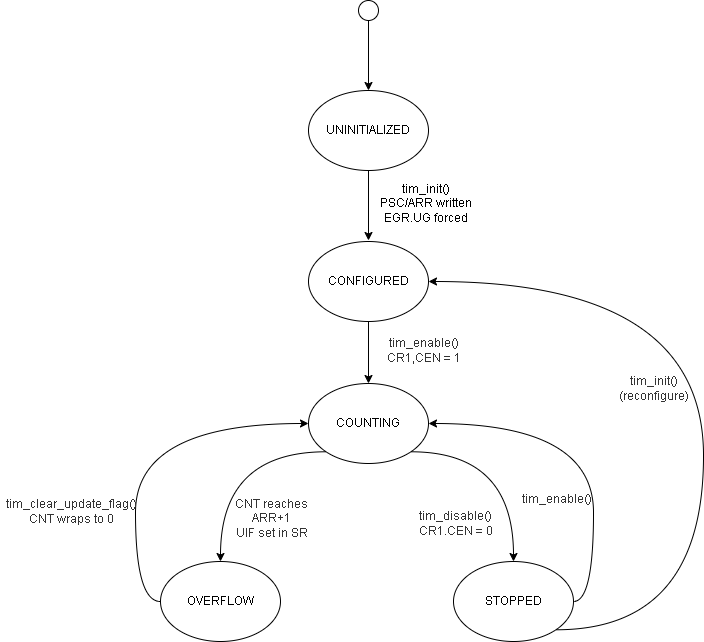 UNINITIALIZED
tim_init()
PSC/ARR written
EGR.UG forced
CONFIGURED
tim_enable()
CR1,CEN = 1
tim_init()
(reconfigure)
COUNTING
tim_clear_update_flag()
CNT wraps to 0
CNT reaches
ARR+1
UIF set in SR
tim_disable()
CR1.CEN = 0
tim_enable()
OVERFLOW
STOPPED